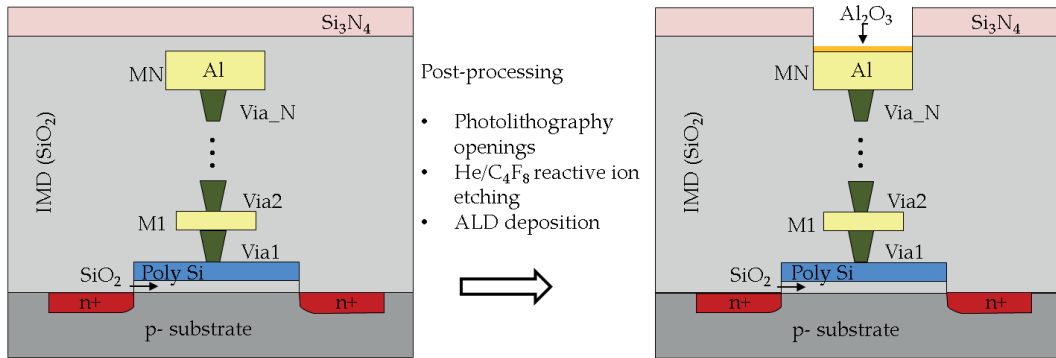 Si₃N₄
MN
Al
Via_N
IMD (SiO₂)
Via2
M1
Via1
SiO₂
Poly Si
n+
n+
p- substrate
Post-processing
• Photolithography
openings
• He/C₄F₈ reactive ion
etching
• ALD deposition
Al₂O₃
Si₃N₄
MN
Al
Via_N
IMD (SiO₂)
Via2
M1
Via1
SiO₂
Poly Si
n+
n+
p- substrate